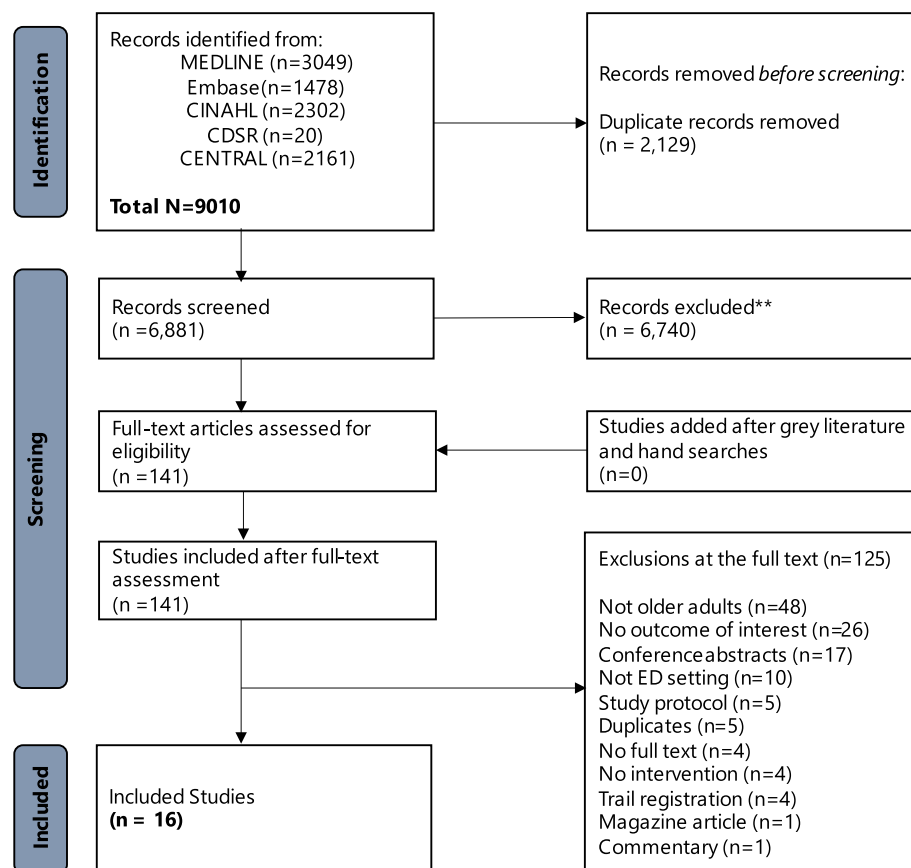 Identification
Records identified from:
MEDLINE (n=3049)
Embase(n=1478)
CINAHL (n=2302)
CDSR (n=20)
CENTRAL (n=2161)
Total N=9010
Records removed before screening:
Duplicate records removed
(n = 2,129)
Screening
Records screened
(n =6,881)
Records excluded**
(n = 6,740)
Full-text articles assessed for
eligibility
(n =141)
Studies added after grey literature
and hand searches
(n=0)
Studies included after full-text
assessment
(n =141)
Exclusions at the full text (n=125)
Not older adults (n=48)
No outcome of interest (n=26)
Conference abstracts (n=17)
Not ED setting (n=10)
Study protocol (n=5)
Duplicates (n=5)
No full text (n=4)
No intervention (n=4)
Trail registration (n=4)
Magazine article (n=1)
Commentary (n=1)
Included
Included Studies
(n = 16)